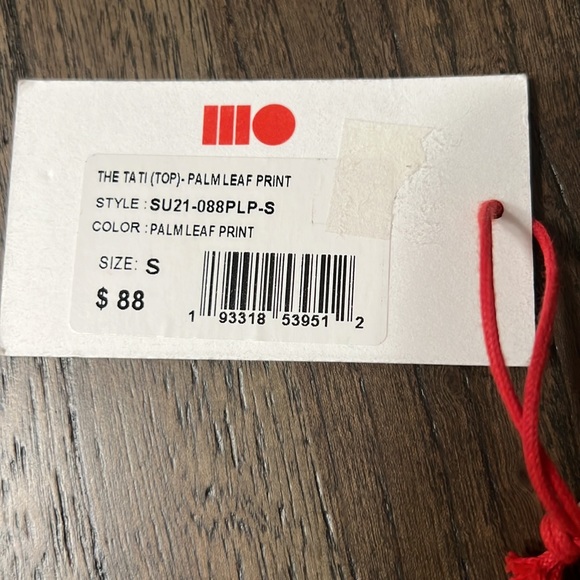 THE TATI (TOP)- PALM LEAF PRINT
STYLE : SU21-088PLP-S
COLOR : PALM LEAF PRINT
SIZE: S
$ 88
1 93318 53951 2